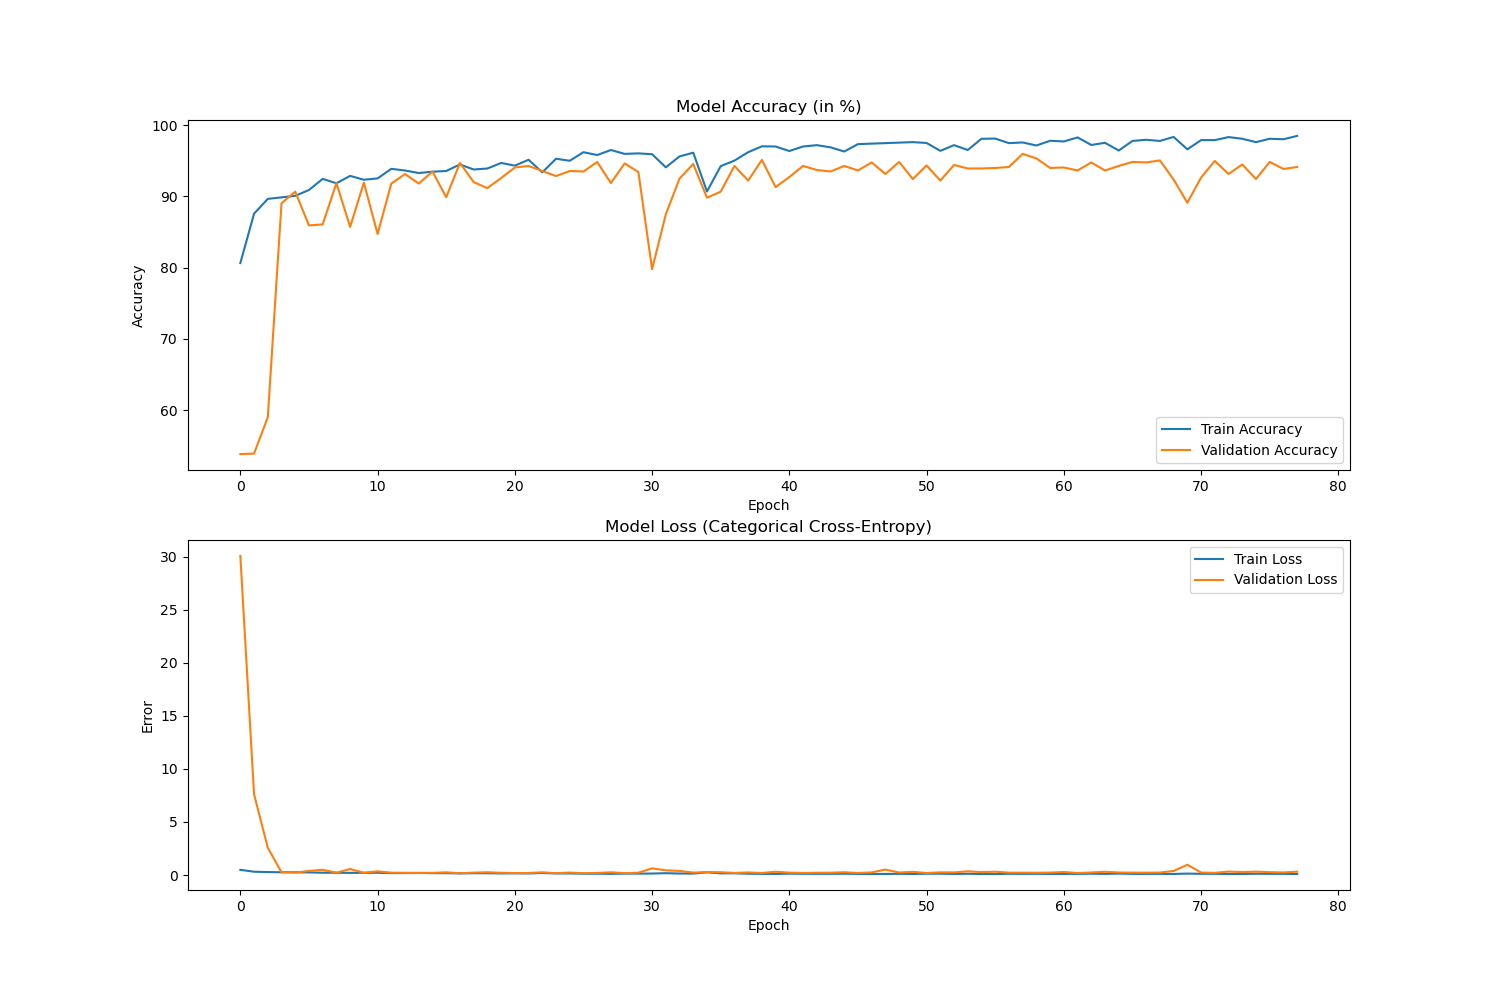 Model Accuracy (in %)
100
90
80
70
60
Accuracy
Train Accuracy
Validation Accuracy
0 10 20 30 40 50 60 70 80
Epoch
Model Loss (Categorical Cross-Entropy)
30
25
20
15
10
5
0
Error
Train Loss
Validation Loss
0 10 20 30 40 50 60 70 80
Epoch